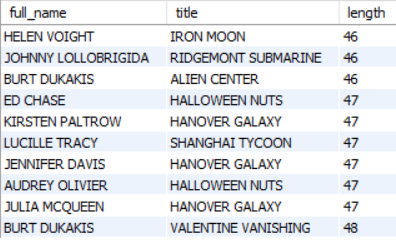 full_name title length
HELEN VOIGHT IRON MOON 46
JOHNNY LOLLOBRIGIDA RIDGEMONT SUBMARINE 46
BURT DUKAKIS ALIEN CENTER 46
ED CHASE HALLOWEEN NUTS 47
KIRSTEN PALTROW HANOVER GALAXY 47
LUCILLE TRACY SHANGHAI TYCOON 47
JENNIFER DAVIS HANOVER GALAXY 47
AUDREY OLIVIER HALLOWEEN NUTS 47
JULIA MCQUEEN HANOVER GALAXY 47
BURT DUKAKIS VALENTINE VANISHING 48